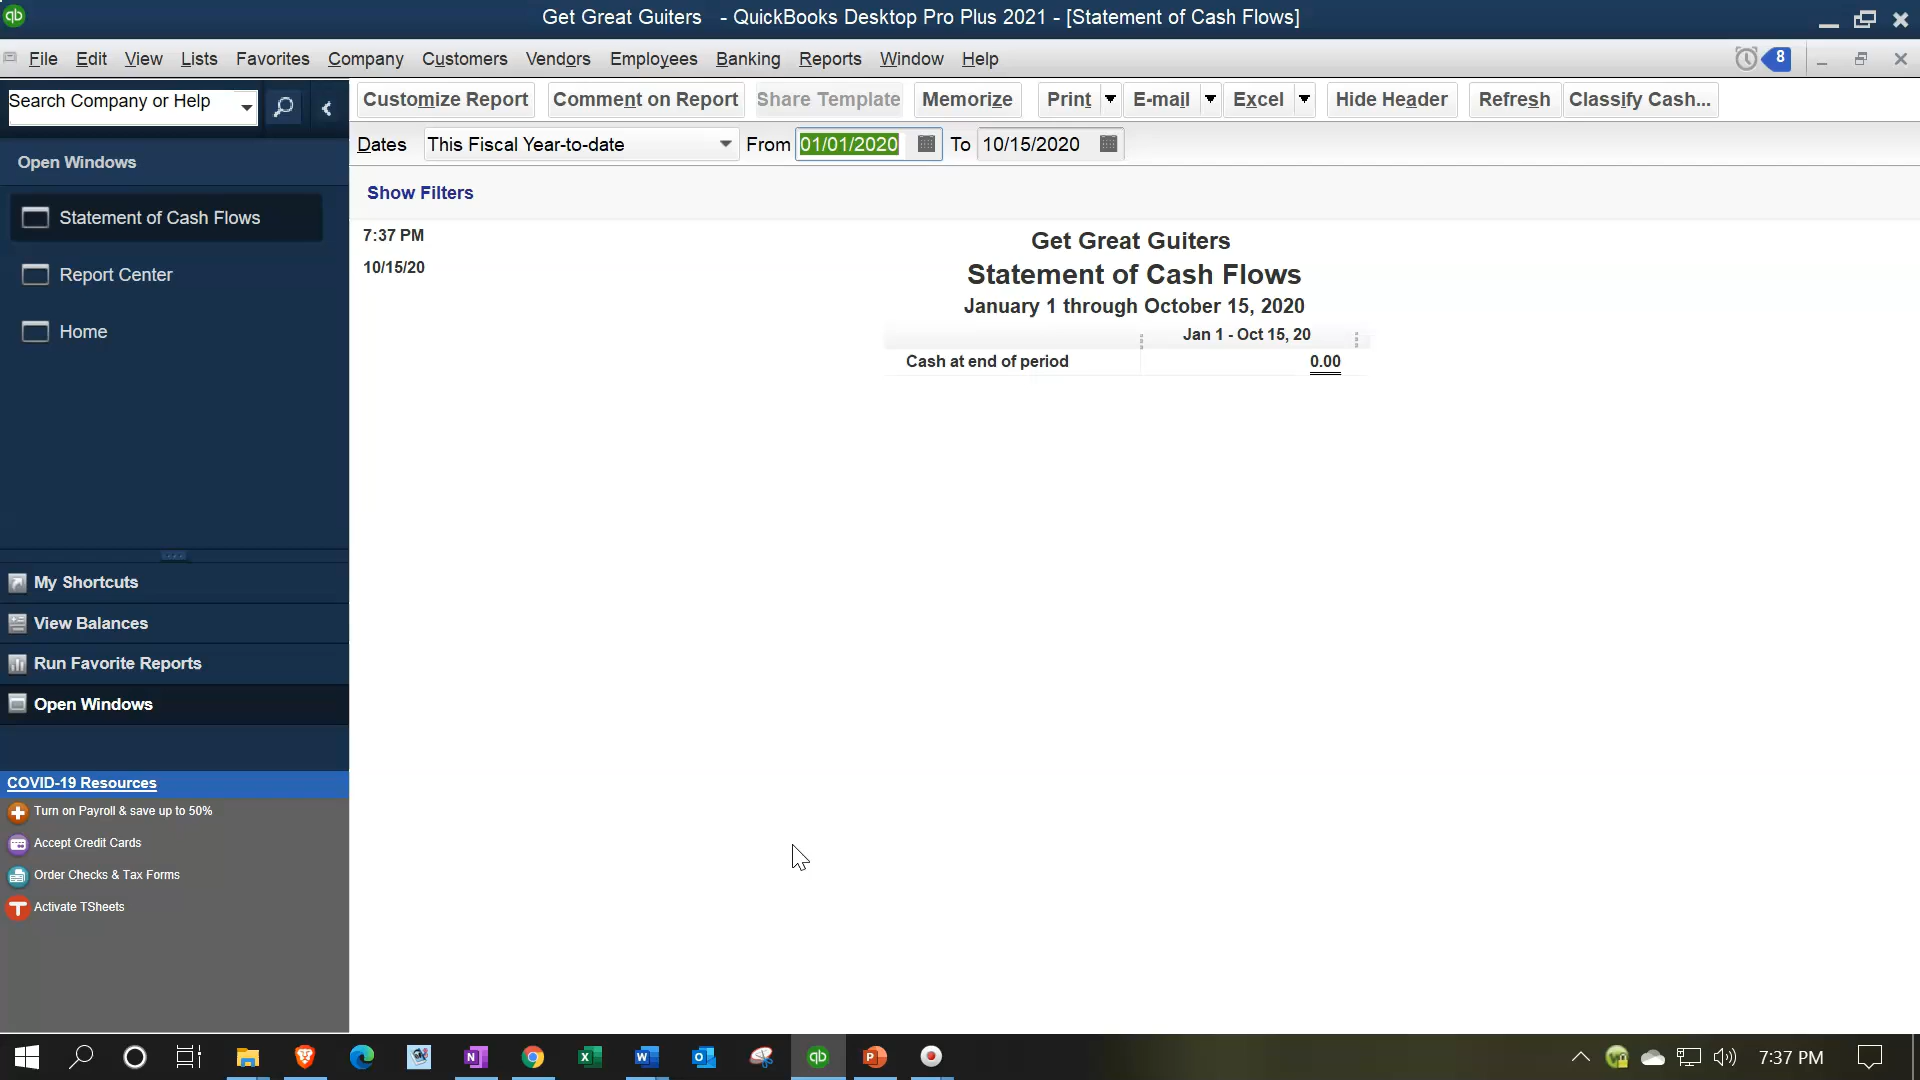 Get Great Guiters - QuickBooks Desktop Pro Plus 2021 - [Statement of Cash Flows]
File Edit View Lists Favorites Company Customers Vendors Employees Banking Reports Window Help 8
Search Company or Help
Customize Report Comment on Report Share Template Memorize Print E-mail Excel Hide Header Refresh Classify Cash...
Dates This Fiscal Year-to-date From 01/01/2020 To 10/15/2020
Open Windows
Show Filters
Statement of Cash Flows
Report Center
Home
7:37 PM
10/15/20
Get Great Guiters
Statement of Cash Flows
January 1 through October 15, 2020
Jan 1 - Oct 15, 20
Cash at end of period 0.00
My Shortcuts
View Balances
Run Favorite Reports
Open Windows
COVID-19 Resources
Turn on Payroll & save up to 50%
Accept Credit Cards
Order Checks & Tax Forms
Activate TSheets
7:37 PM